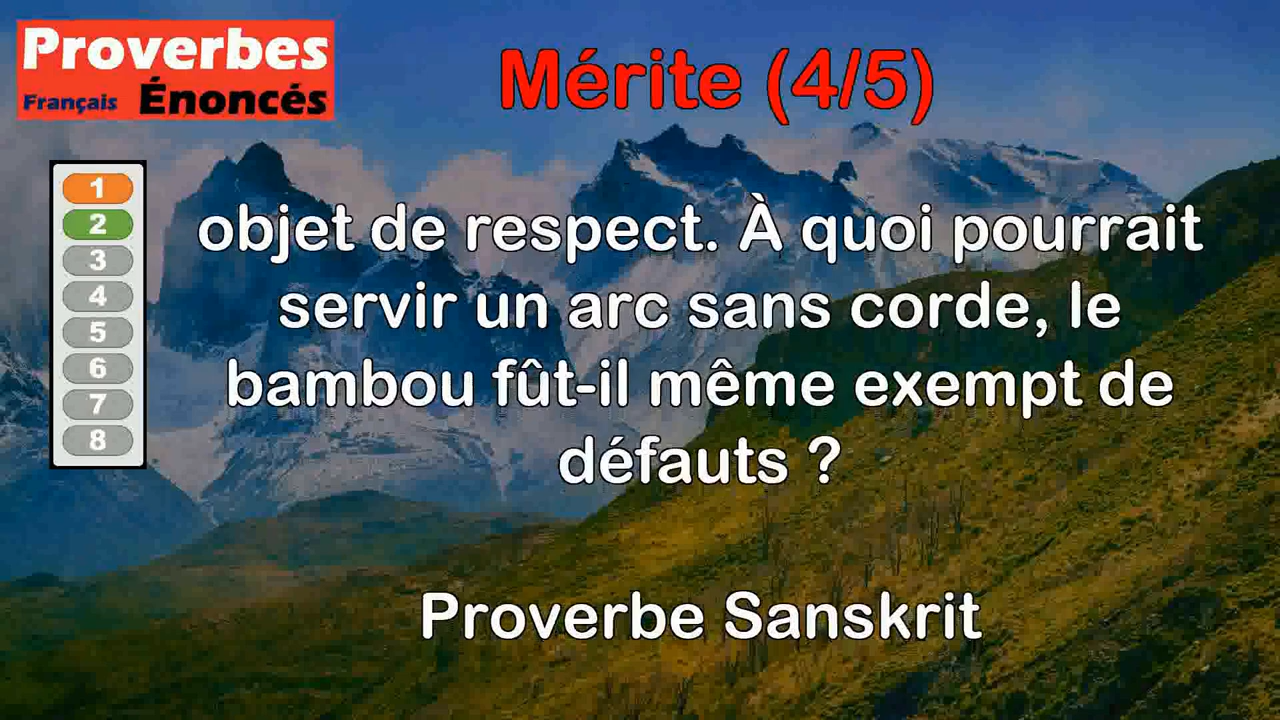 Proverbes
Français Énoncés
Mérite (4/5)
1
2
3
4
5
6
7
8
objet de respect. À quoi pourrait
servir un arc sans corde, le
bambou fût-il même exempt de
défauts ?
Proverbe Sanskrit